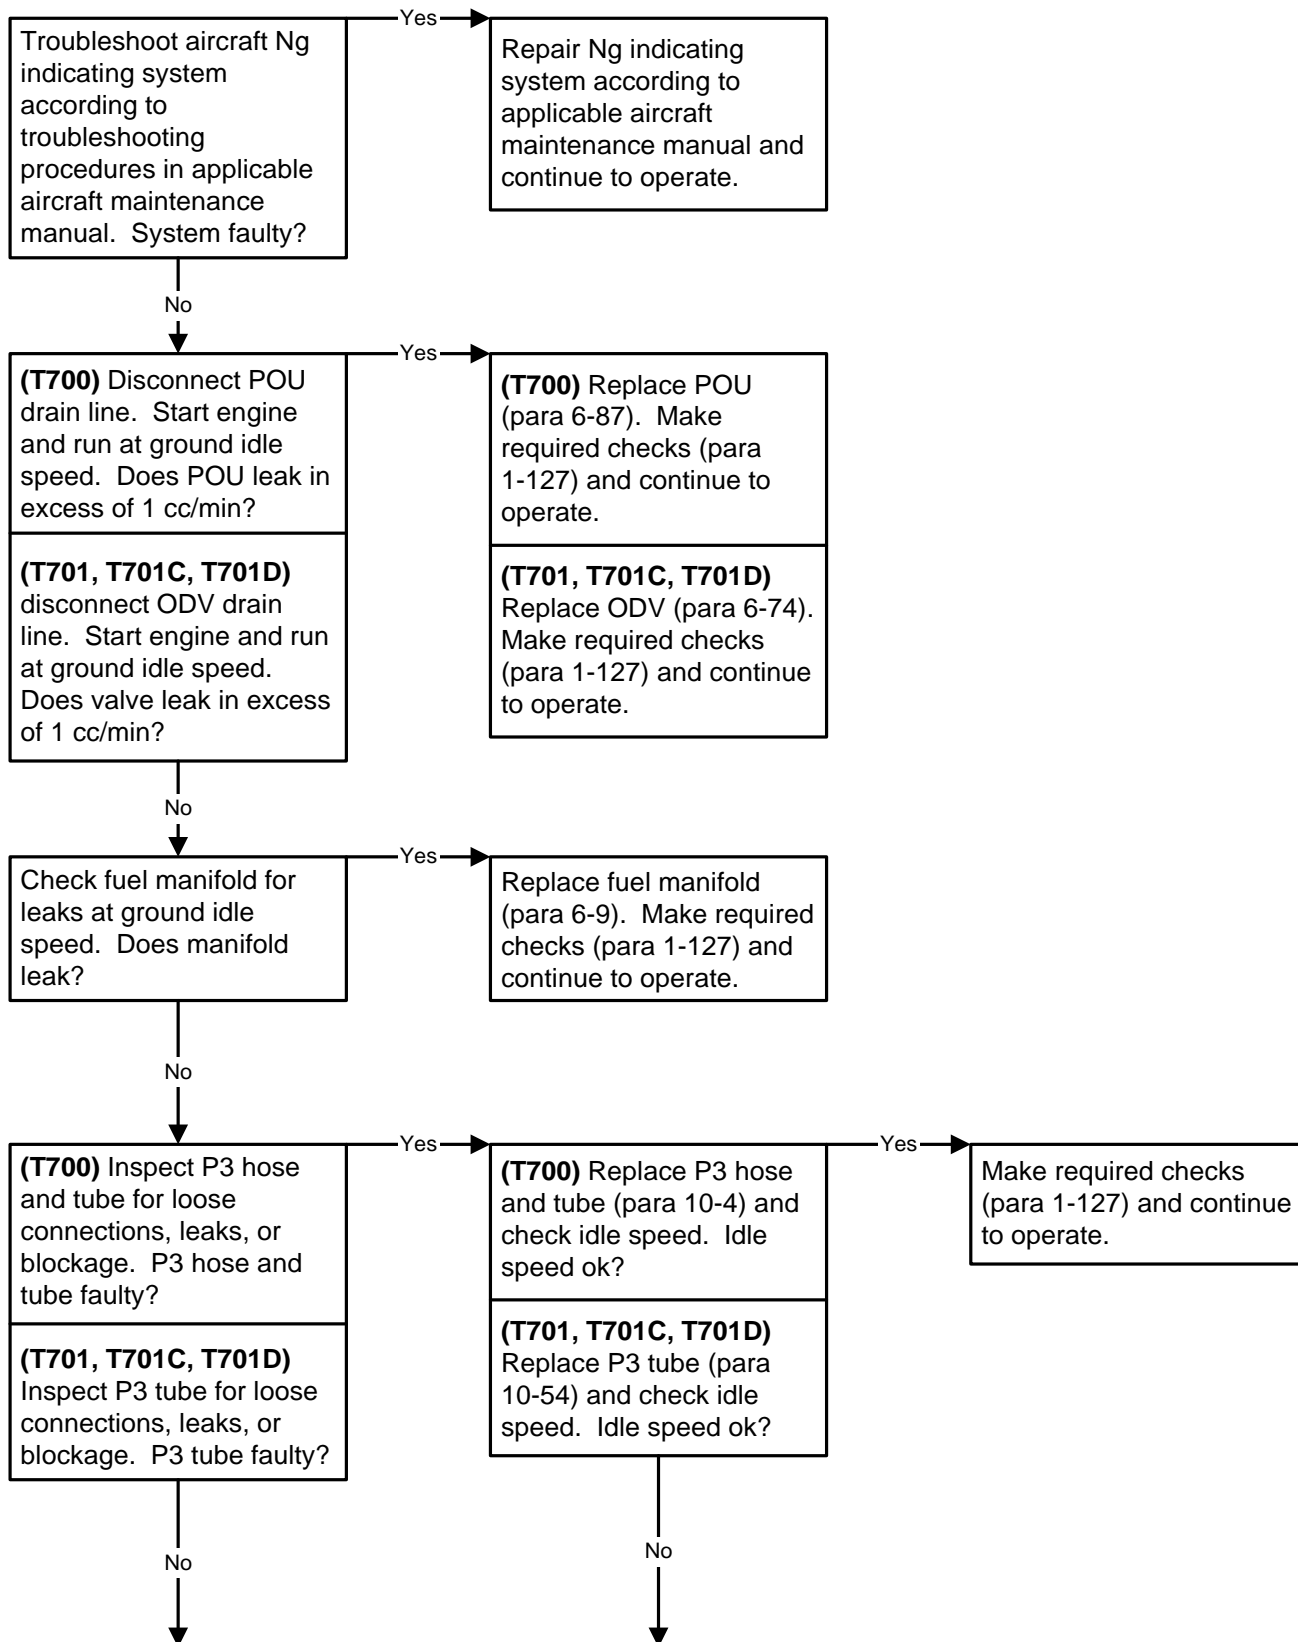 Yes
Troubleshoot aircraft Ng
indicating system
according to
troubleshooting
procedures in applicable
aircraft maintenance
manual.  System faulty?
Repair Ng indicating
system according to
applicable aircraft
maintenance manual and
continue to operate.
No
Yes
(T700) Disconnect POU
drain line.  Start engine
and run at ground idle
speed.  Does POU leak in
excess of 1 cc/min?
(T701, T701C, T701D)
disconnect ODV drain
line.  Start engine and run
at ground idle speed.
Does valve leak in excess
of 1 cc/min?
(T700) Replace POU
(para 6-87).  Make
required checks (para
1-127) and continue to
operate.
(T701, T701C, T701D)
Replace ODV (para 6-74).
Make required checks
(para 1-127) and continue
to operate.
No
Yes
Check fuel manifold for
leaks at ground idle
speed.  Does manifold
leak?
Replace fuel manifold
(para 6-9).  Make required
checks (para 1-127) and
continue to operate.
No
Yes
Yes
(T700) Inspect P3 hose
and tube for loose
connections, leaks, or
blockage.  P3 hose and
tube faulty?
(T701, T701C, T701D)
Inspect P3 tube for loose
connections, leaks, or
blockage.  P3 tube faulty?
(T700) Replace P3 hose
and tube (para 10-4) and
check idle speed.  Idle
speed ok?
(T701, T701C, T701D)
Replace P3 tube (para
10-54) and check idle
speed.  Idle speed ok?
Make required checks
(para 1-127) and continue
to operate.
No
No